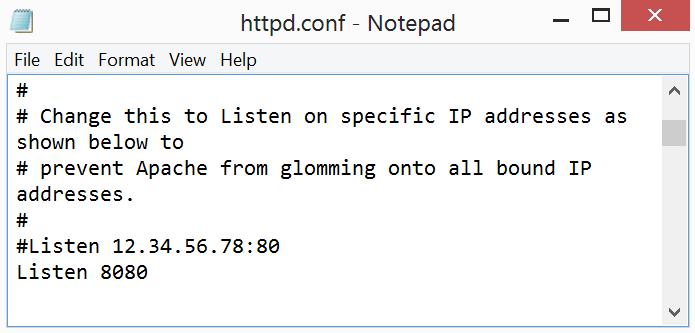 httpd.conf - Notepad
File Edit Format View Help
#
# Change this to Listen on specific IP addresses as
shown below to
# prevent Apache from glomming onto all bound IP
addresses.
#
#Listen 12.34.56.78:80
Listen 8080